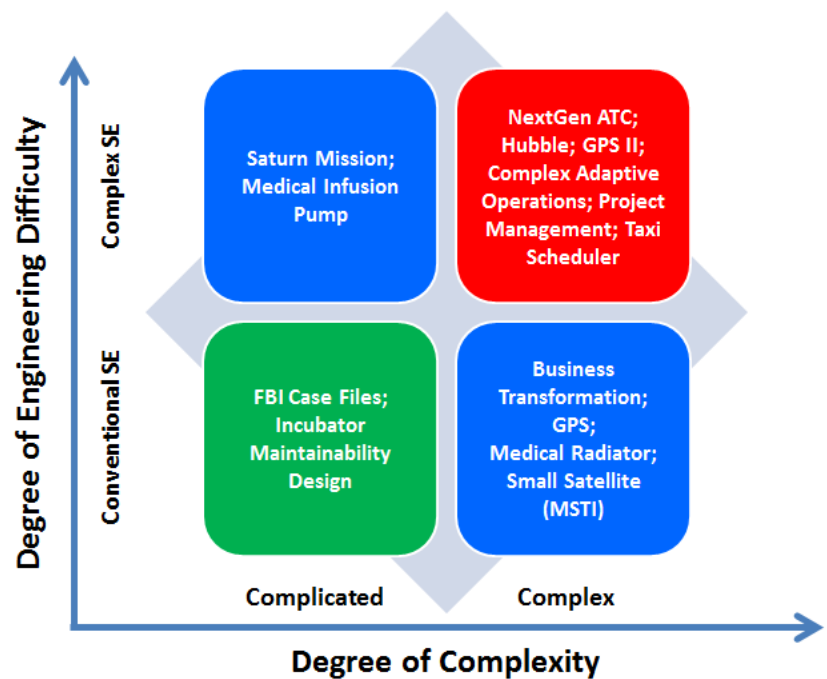 Degree of Engineering Difficulty
Complex SE
Conventional SE
Saturn Mission;
Medical Infusion
Pump
NextGen ATC;
Hubble; GPS II;
Complex Adaptive
Operations; Project
Management; Taxi
Scheduler
FBI Case Files;
Incubator
Maintainability
Design
Business
Transformation;
GPS;
Medical Radiator;
Small Satellite
(MSTI)
Complicated
Complex
Degree of Complexity